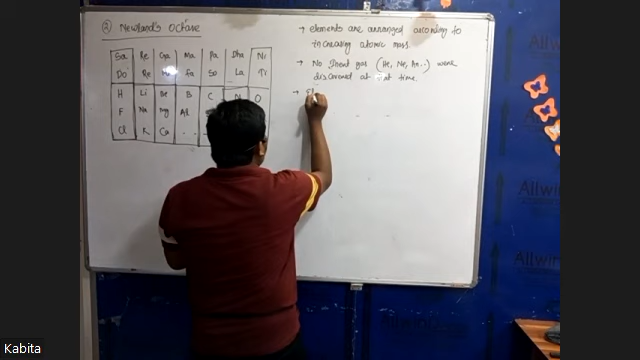 ② Newland's Octave
Sa Re Ga Ma Pa Dha Ni
Do Re fa So La Ti
H Li Be B C N O
F Na Mg Al
Cl K Ca
→ elements are arranged according to
increasing atomic mass
→ No Inert gas (He, Ne, Ar..) were
discovered at that time.
→ El
Allwin
Allwin
Kabita